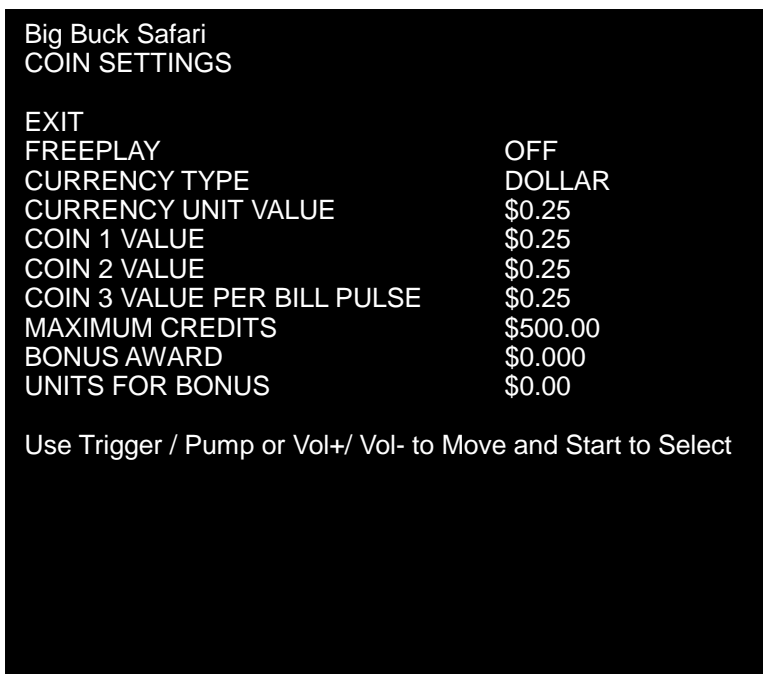 Big Buck Safari
COIN SETTINGS
EXIT
FREEPLAY OFF
CURRENCY TYPE DOLLAR
CURRENCY UNIT VALUE $0.25
COIN 1 VALUE $0.25
COIN 2 VALUE $0.25
COIN 3 VALUE PER BILL PULSE $0.25
MAXIMUM CREDITS $500.00
BONUS AWARD $0.000
UNITS FOR BONUS $0.00
Use Trigger / Pump or Vol+/ Vol- to Move and Start to Select